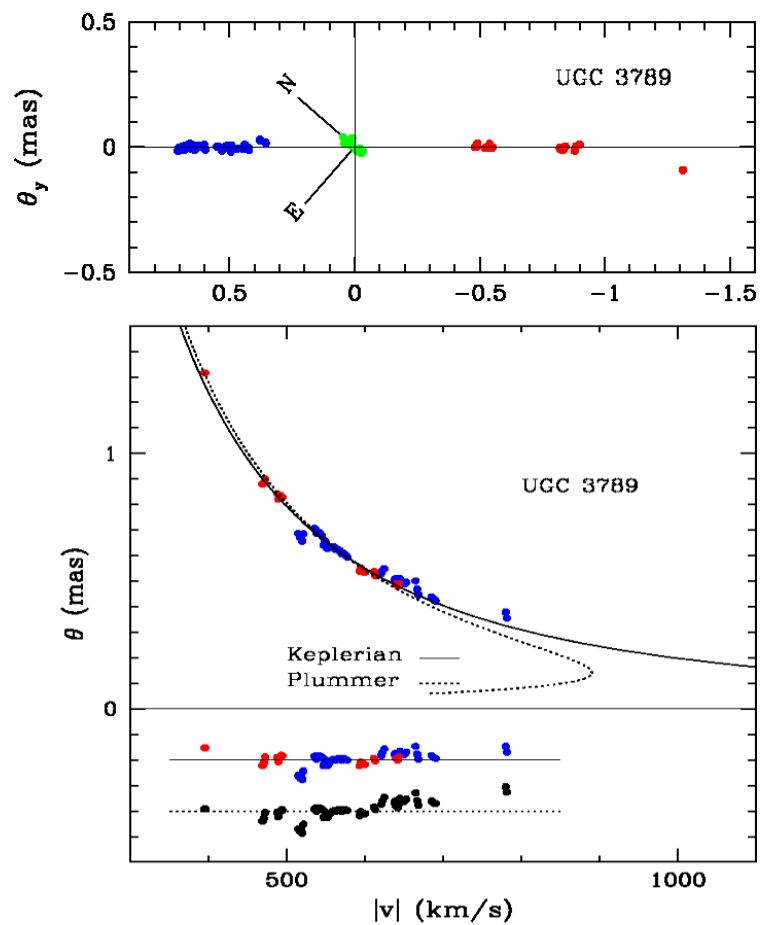 0.5
UGC 3789
N
θy (mas)
0
E
−0.5
0.5 0 −0.5 −1 −1.5
1
UGC 3789
θ (mas)
Keplerian
Plummer
0
500 1000
|v| (km/s)